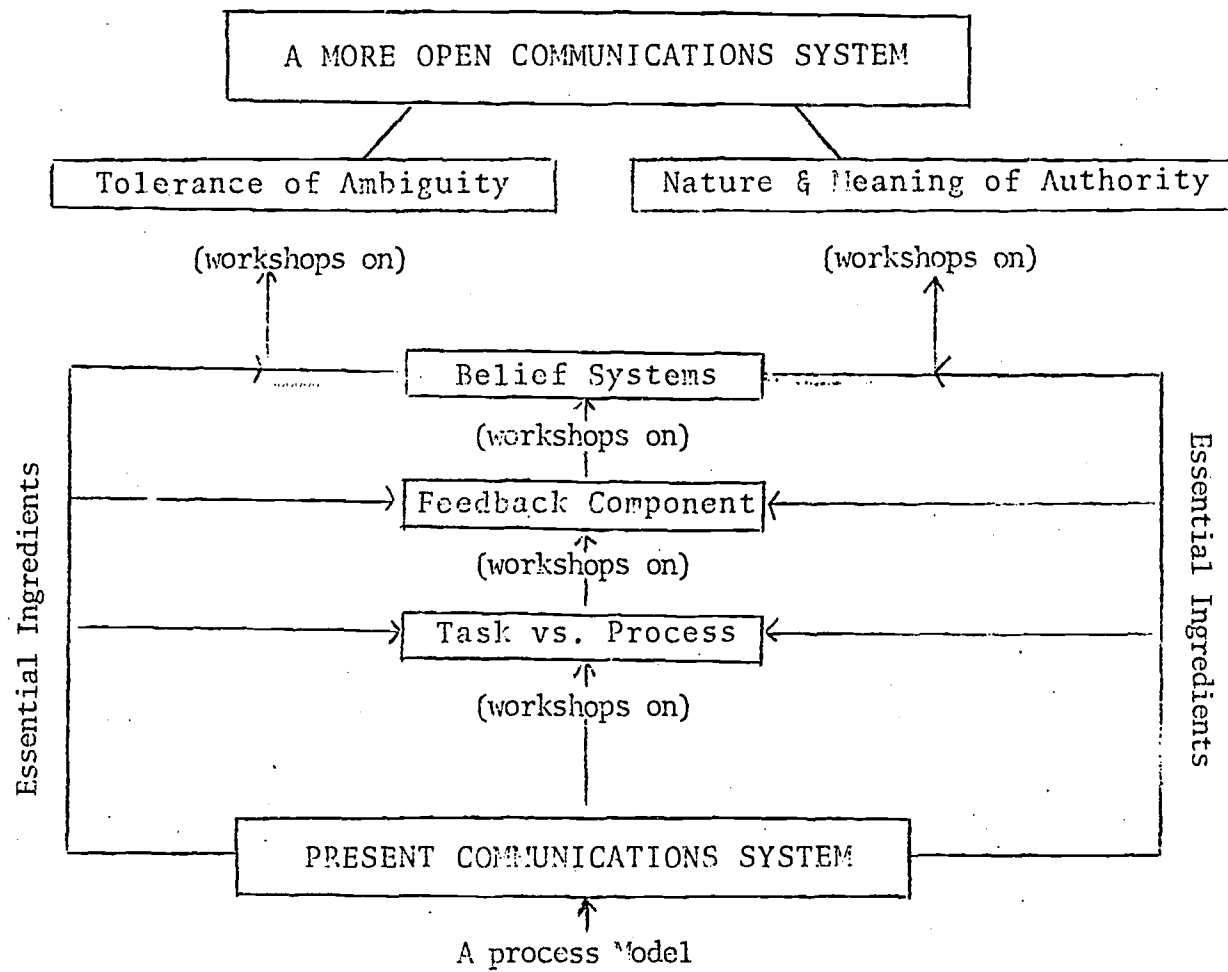 A MORE OPEN COMMUNICATIONS SYSTEM
Tolerance of Ambiguity
Nature & Meaning of Authority
(workshops on)
(workshops on)
Belief Systems
(workshops on)
Feedback Component
(workshops on)
Task vs. Process
(workshops on)
Essential Ingredients
Essential Ingredients
PRESENT COMMUNICATIONS SYSTEM
A process Model